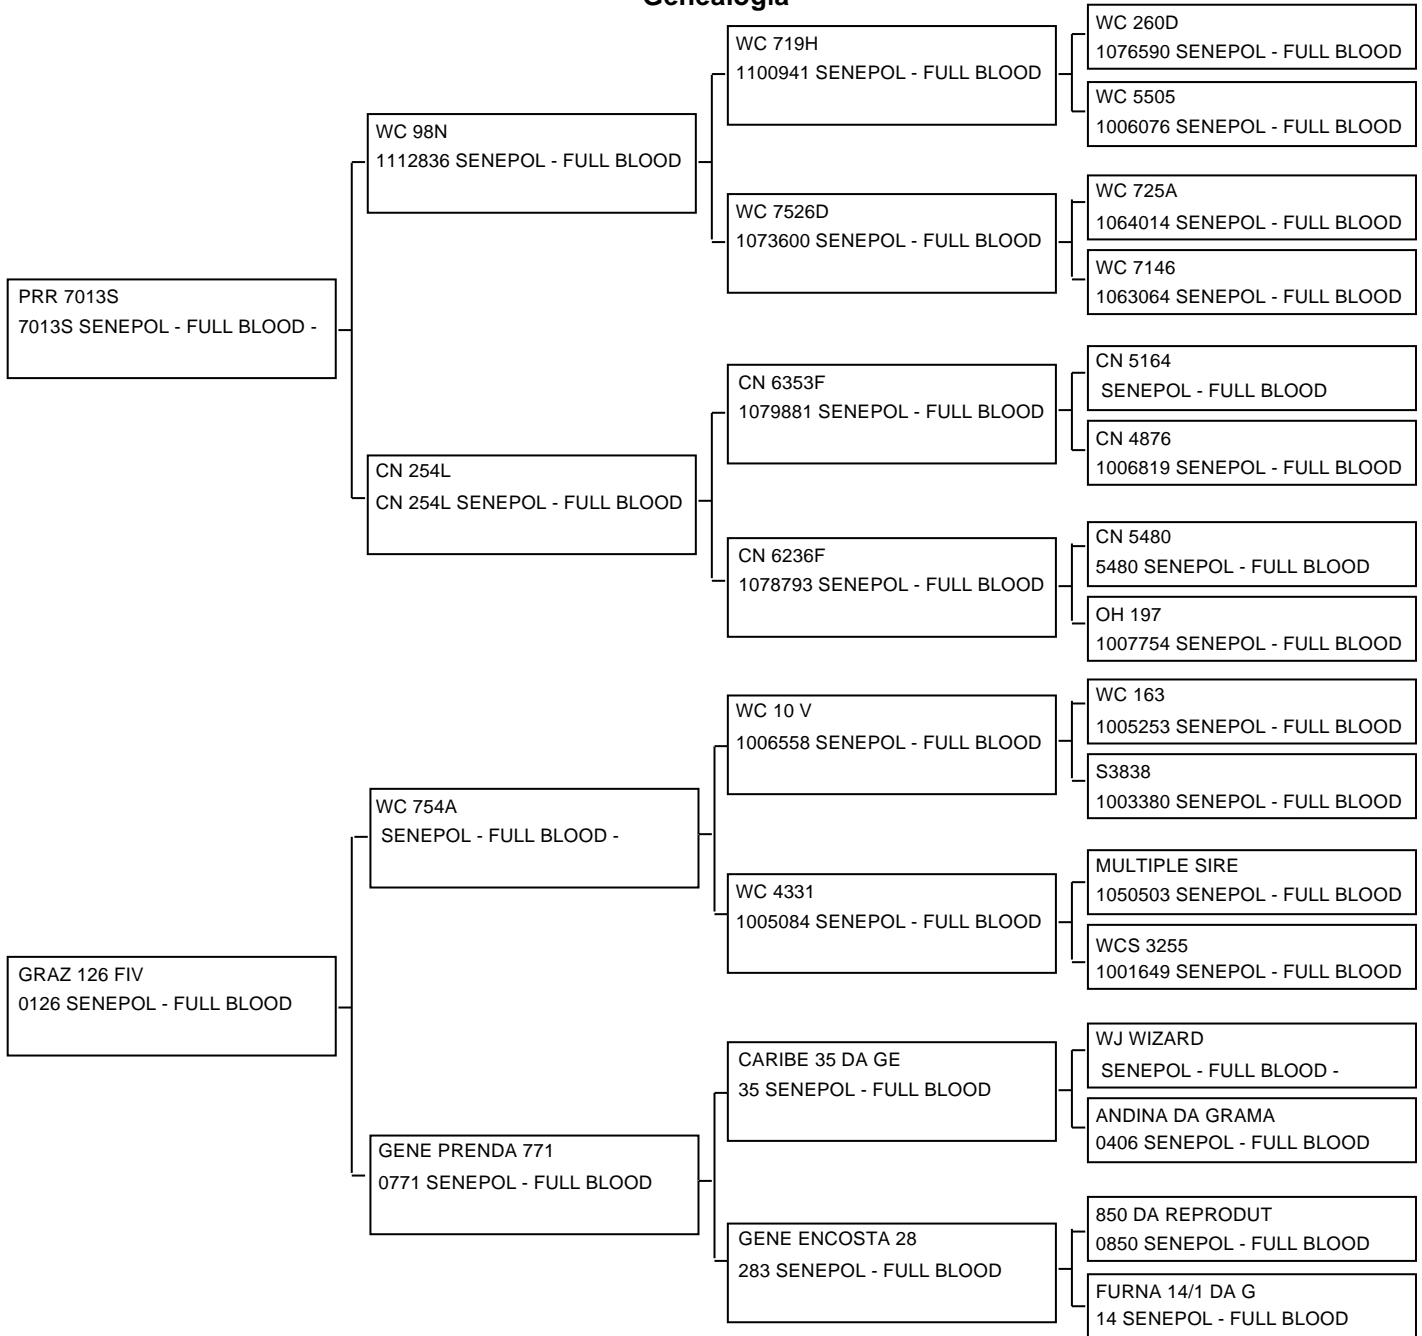 Genealogia
WC 260D
1076590 SENEPOL - FULL BLOOD
WC 719H
1100941 SENEPOL - FULL BLOOD
WC 5505
1006076 SENEPOL - FULL BLOOD
WC 98N
1112836 SENEPOL - FULL BLOOD
WC 725A
1064014 SENEPOL - FULL BLOOD
WC 7526D
1073600 SENEPOL - FULL BLOOD
WC 7146
1063064 SENEPOL - FULL BLOOD
PRR 7013S
7013S SENEPOL - FULL BLOOD -
CN 5164
SENEPOL - FULL BLOOD
CN 6353F
1079881 SENEPOL - FULL BLOOD
CN 4876
1006819 SENEPOL - FULL BLOOD
CN 254L
CN 254L SENEPOL - FULL BLOOD
CN 5480
5480 SENEPOL - FULL BLOOD
CN 6236F
1078793 SENEPOL - FULL BLOOD
OH 197
1007754 SENEPOL - FULL BLOOD
WC 163
1005253 SENEPOL - FULL BLOOD
WC 10 V
1006558 SENEPOL - FULL BLOOD
S3838
1003380 SENEPOL - FULL BLOOD
WC 754A
SENEPOL - FULL BLOOD -
MULTIPLE SIRE
1050503 SENEPOL - FULL BLOOD
WC 4331
1005084 SENEPOL - FULL BLOOD
WCS 3255
1001649 SENEPOL - FULL BLOOD
GRAZ 126 FIV
0126 SENEPOL - FULL BLOOD
WJ WIZARD
SENEPOL - FULL BLOOD -
CARIBE 35 DA GE
35 SENEPOL - FULL BLOOD
ANDINA DA GRAMA
0406 SENEPOL - FULL BLOOD
GENE PRENDA 771
0771 SENEPOL - FULL BLOOD
850 DA REPRODUT
0850 SENEPOL - FULL BLOOD
GENE ENCOSTA 28
283 SENEPOL - FULL BLOOD
FURNA 14/1 DA G
14 SENEPOL - FULL BLOOD